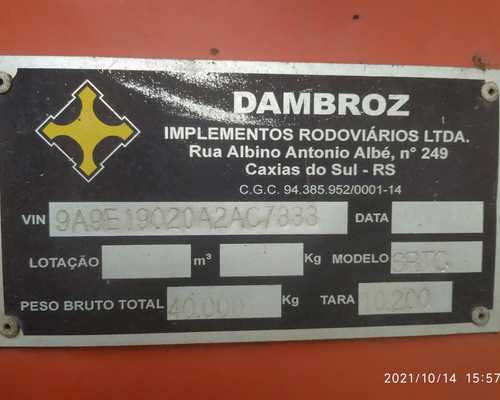 DAMBROZ
IMPLEMENTOS RODOVIÁRIOS LTDA.
Rua Albino Antonio Albé, n° 249
Caxias do Sul - RS
C.G.C. 94.385.952/0001-14
VIN 9A9E19020A2AC7333 DATA
LOTAÇÃO m³ Kg MODELO SRTC
PESO BRUTO TOTAL 40.000 Kg TARA 10.200
2021/10/14 15:57